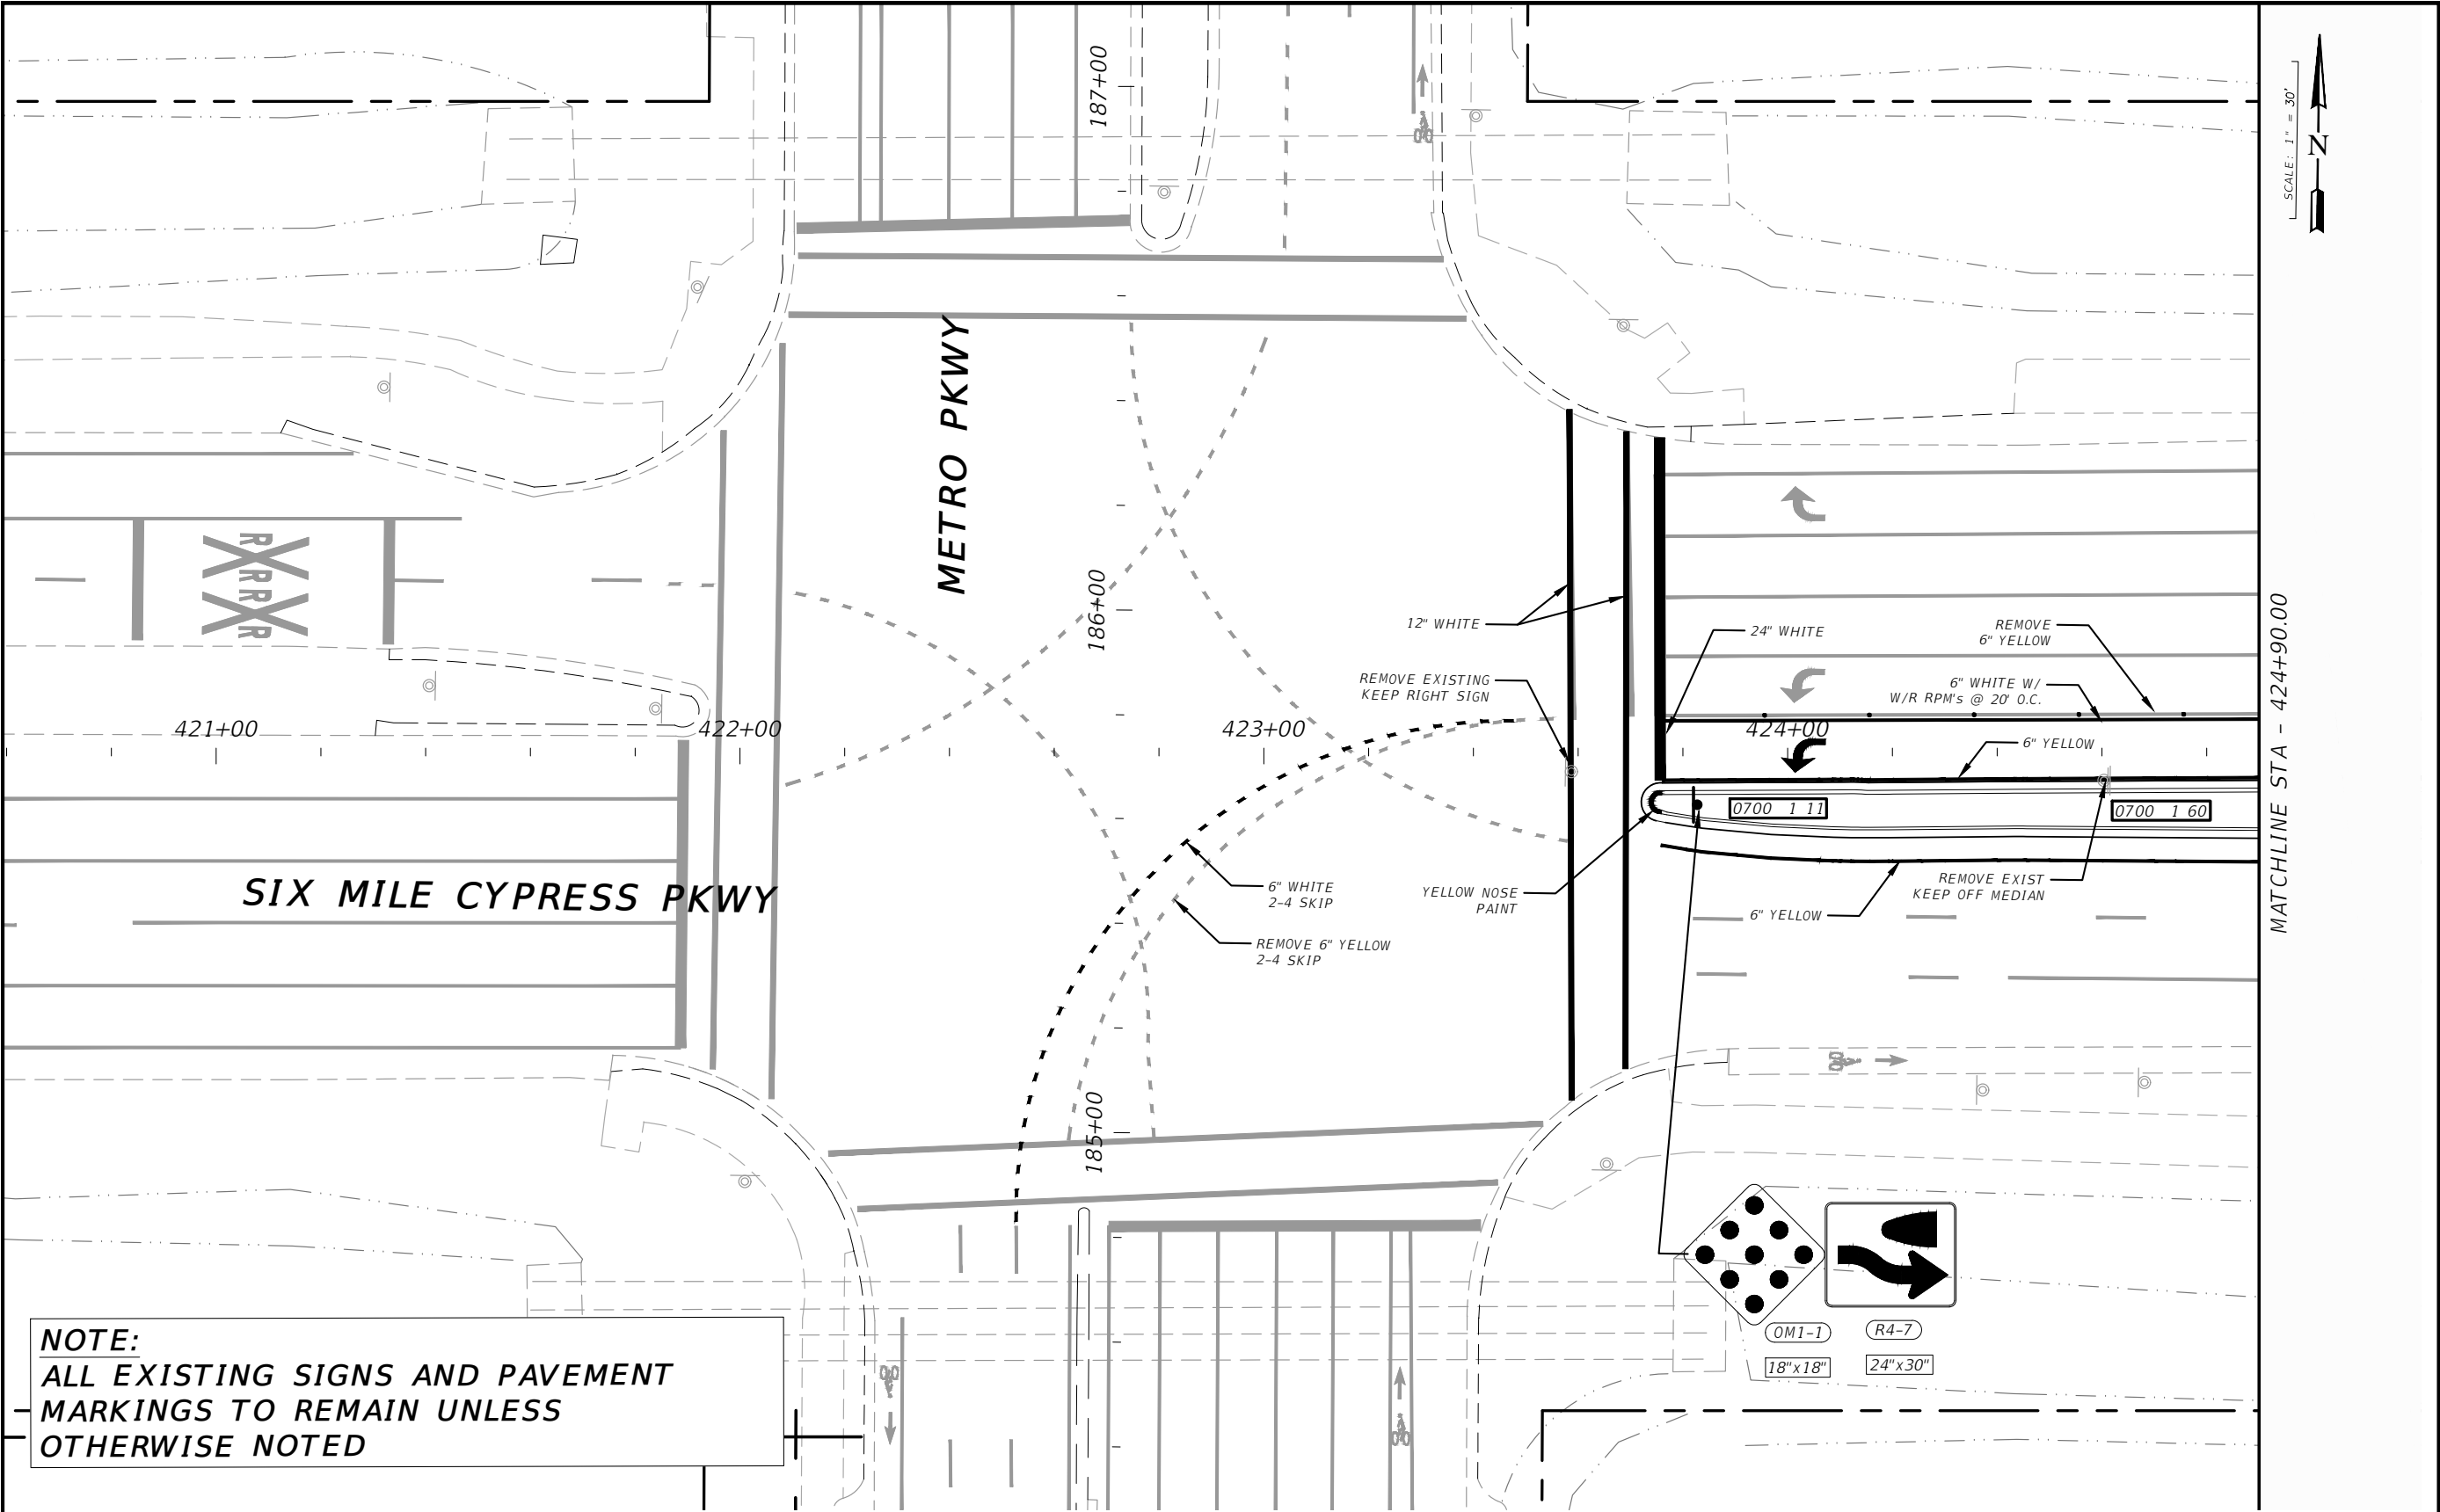 187+00
SCALE: 1" = 30'
N
METRO PKWY
R R
R R
186+00
12" WHITE
24" WHITE
REMOVE
6" YELLOW
REMOVE EXISTING
KEEP RIGHT SIGN
6" WHITE W/
W/R RPM's @ 20' O.C.
421+00
422+00
423+00
424+00
6" YELLOW
0700 1 11
0700 1 60
MATCHLINE STA - 424+90.00
SIX MILE CYPRESS PKWY
6" WHITE
2-4 SKIP
YELLOW NOSE
PAINT
REMOVE EXIST
KEEP OFF MEDIAN
6" YELLOW
REMOVE 6" YELLOW
2-4 SKIP
185+00
OM1-1
R4-7
18"x18"
24"x30"
NOTE:
ALL EXISTING SIGNS AND PAVEMENT
MARKINGS TO REMAIN UNLESS
OTHERWISE NOTED